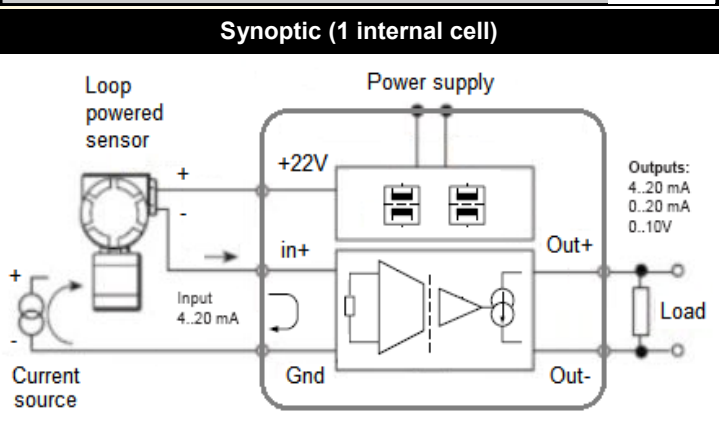 Synoptic (1 internal cell)
Loop
powered
sensor
Power supply
+
-
+22V
Outputs:
4..20 mA
0..20 mA
0..10V
in+
Out+
+
-
Input
4..20 mA
Load
Gnd
Out-
Current
source